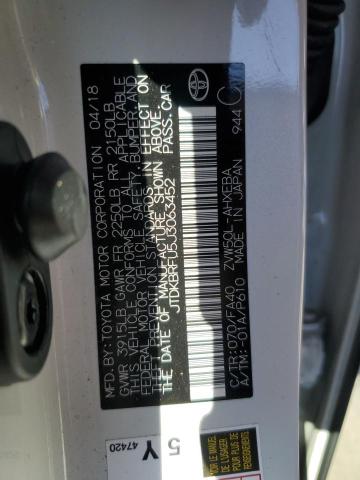 MFD.BY:TOYOTA MOTOR CORPORATION 04/18
GVWR 3915LB GAWR FR 2250LB RR 2150LB
THIS VEHICLE CONFORMS TO ALL APPLICABLE
FEDERAL MOTOR VEHICLE SAFETY,BUMPER,AND
THEFT PREVENTION STANDARDS IN EFFECT ON
THE DATE OF MANUFACTURE SHOWN ABOVE.
JTDKBRFU5J3063452 PASS.CAR
C/TR:070/FA40 ZVW50L-AHXEBA
A/TM:-01A/P610 MADE IN JAPAN 944
C
5 Y
47420